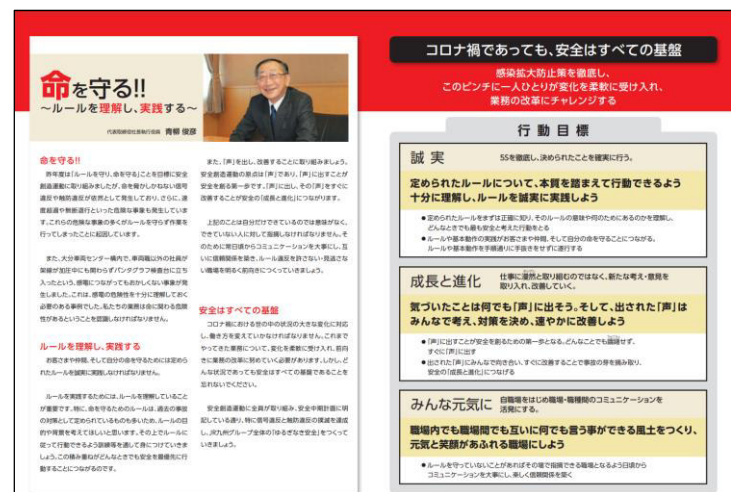 命を守る!!
～ルールを理解し、実践する～
代表取締役社長執行役員 青柳 俊彦
命を守る!!
昨年度は「ルールを守り、命を守る」ことを目標に安全
創造運動に取り組みましたが、命を脅かしかねない信号
違反や触防違反が依然として発生しており、さらに、速
度超過や無断退行といった危険な事象も発生していま
す。これらの危険な事象の多くがルールを守らず作業を
行ってしまったことに起因しています。
また、大分車両センター構内で、車両職以外の社員が
架線が加圧中にも関わらずパンタグラフ検査台に立ち
入ったという、感電につながってもおかしくない事象が発
生しました。これは、感電の危険性を十分に理解しておく
必要のある事例でした。私たちの業務は命に関わる危険
性があるということを認識しなければなりません。
ルールを理解し、実践する
お客さまや仲間、そして自分の命を守るためには定めら
れたルールを誠実に実践しなければなりません。
ルールを実践するためには、ルールを理解していること
が重要です。特に、命を守るためのルールは、過去の事故
の対策として定められているものも多いため、ルールの目
的や背景を考えてほしいと思います。その上でルールに
従って行動できるよう訓練等を通して身につけていきま
しょう。この積み重ねがどんなときでも安全を最優先に行
動することにつながるのです。
また、「声」を出し、改善することに取り組みましょう。
安全創造運動の原点は「声」であり、「声」に出すことが
安全を創る第一歩です。「声」に出し、その「声」をすぐに
改善することが安全の「成長と進化」につながります。
上記のことは自分だけできているのでは意味がなく、
できていない人に対して指摘しなければなりません。そ
のために常日頃からコミュニケーションを大事にし、互
いに信頼関係を築き、ルール違反を許さない・見逃さな
い職場を明るく前向きにつくっていきましょう。
安全はすべての基盤
コロナ禍における世の中の状況の大きな変化に対応
し、働き方を変えていかなければなりません。これまで
やってきた業務について、変化を柔軟に受け入れ、前向
きに業務の改革に努めていく必要があります。しかし、ど
んな状況であっても安全はすべての基盤であることを
忘れないでください。
安全創造運動に全員が取り組み、安全中期計画に明
記している通り、特に信号違反と触防違反の撲滅を達成
し、JR九州グループ全体の「ゆるぎなき安全」をつくって
いきましょう。
コロナ禍であっても、安全はすべての基盤
感染拡大防止策を徹底し、
このピンチに一人ひとりが変化を柔軟に受け入れ、
業務の改革にチャレンジする
行動目標
誠実 5Sを徹底し、決められたことを確実に行う。
定められたルールについて、本質を踏まえて行動できるよう
十分に理解し、ルールを誠実に実践しよう
●定められたルールをまずは正確に知り、そのルールの意味や何のためにあるのかを理解し、
どんなときでも最も安全と考えた行動をとる
●ルールや基本動作の実践がお客さまや仲間、そして自分の命を守ることにつながる。
ルールや基本動作を手順通りに手抜きをせずに遂行する
成長と進化 仕事に漫然と取り組むのではなく、新たな考え・意見を
取り入れ、改善していく。
気づいたことは何でも「声」に出そう。そして、出された「声」は
みんなで考え、対策を決め、速やかに改善しよう
●「声」に出すことが安全を創るための第一歩となる。どんなことでも躊躇せず、
すぐに「声」に出す
●出された「声」にみんなで向き合い、すぐに改善することで事故の芽を摘み取り、
安全の「成長と進化」につなげる
みんな元気に 自職場をはじめ職場・職種間のコミュニケーションを
活発にする。
職場内でも職場間でも互いに何でも言う事ができる風土をつくり、
元気と笑顔があふれる職場にしよう
●ルールを守っていないことがあればその場で指摘できる職場となるよう日頃から
コミュニケーションを大事にし、楽しく信頼関係を築く